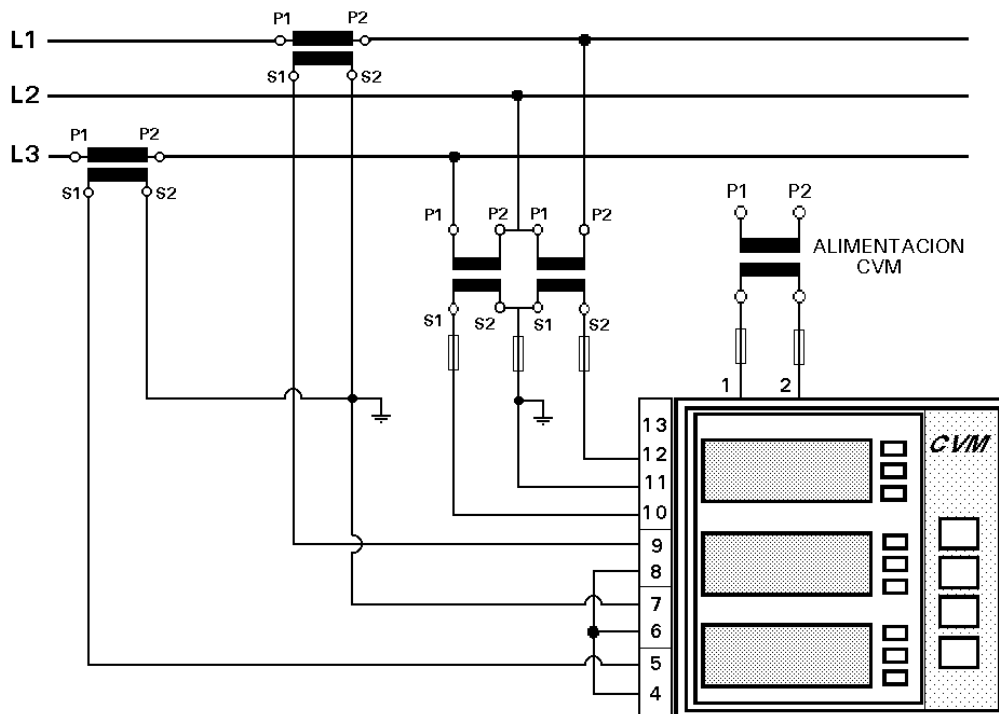 P1 P2
L1
S1 S2
L2
P1 P2
L3
S1 S2
P1 P2
P1 P2 P1 P2
ALIMENTACION
CVM
S1 S2 S1 S2
1 2
13
12
11
10
9
8
7
6
5
4
CVM